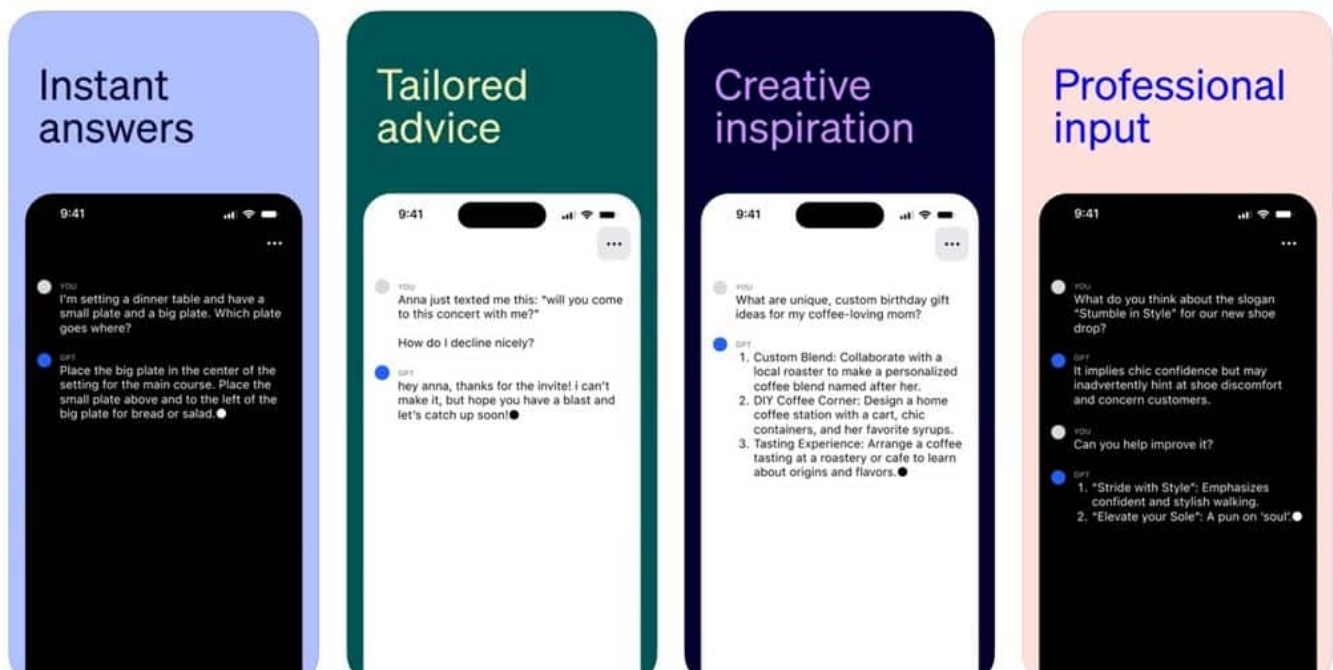 Instant
answers
9:41
...
YOU
I'm setting a dinner table and have a
small plate and a big plate. Which plate
goes where?
GPT
Place the big plate in the center of the
setting for the main course. Place the
small plate above and to the left of the
big plate for bread or salad.
Tailored
advice
9:41
...
YOU
Anna just texted me this: "will you come
to this concert with me?"
How do I decline nicely?
GPT
hey anna, thanks for the invite! i can't
make it, but hope you have a blast and
let's catch up soon!
Creative
inspiration
9:41
...
YOU
What are unique, custom birthday gift
ideas for my coffee-loving mom?
GPT
1. Custom Blend: Collaborate with a
local roaster to make a personalized
coffee blend named after her.
2. DIY Coffee Corner: Design a home
coffee station with a cart, chic
containers, and her favorite syrups.
3. Tasting Experience: Arrange a coffee
tasting at a roastery or cafe to learn
about origins and flavors.
Professional
input
9:41
...
YOU
What do you think about the slogan
"Stumble in Style" for our new shoe
drop?
GPT
It implies chic confidence but may
inadvertently hint at shoe discomfort
and concern customers.
YOU
Can you help improve it?
GPT
1. "Stride with Style": Emphasizes
confident and stylish walking.
2. "Elevate your Sole": A pun on 'soul'.